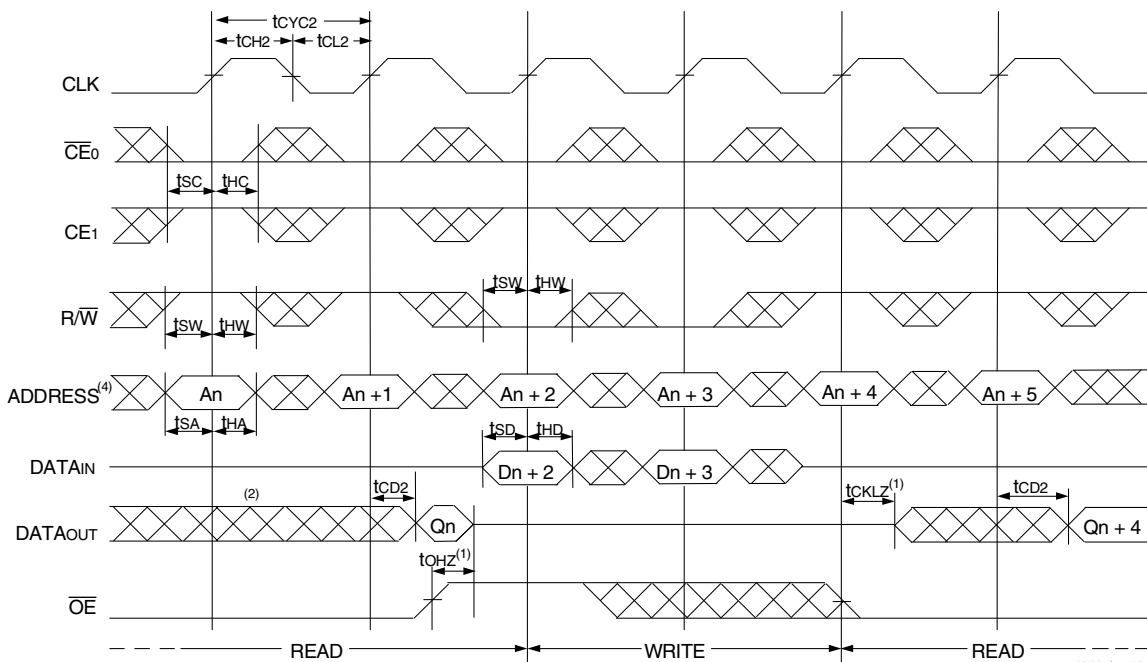 tCYC2
tCH2 tCL2
CLK
CE0
tSC tHC
CE1
tSW tHW
R/W
tSW tHW
ADDRESS(4) An An +1 An + 2 An + 3 An + 4 An + 5
tSA tHA tSD tHD
DATAIN Dn + 2 Dn + 3
(2) tCD2 tCKLZ(1) tCD2
DATAOUT Qn Qn + 4
tOHZ(1)
OE
READ WRITE READ